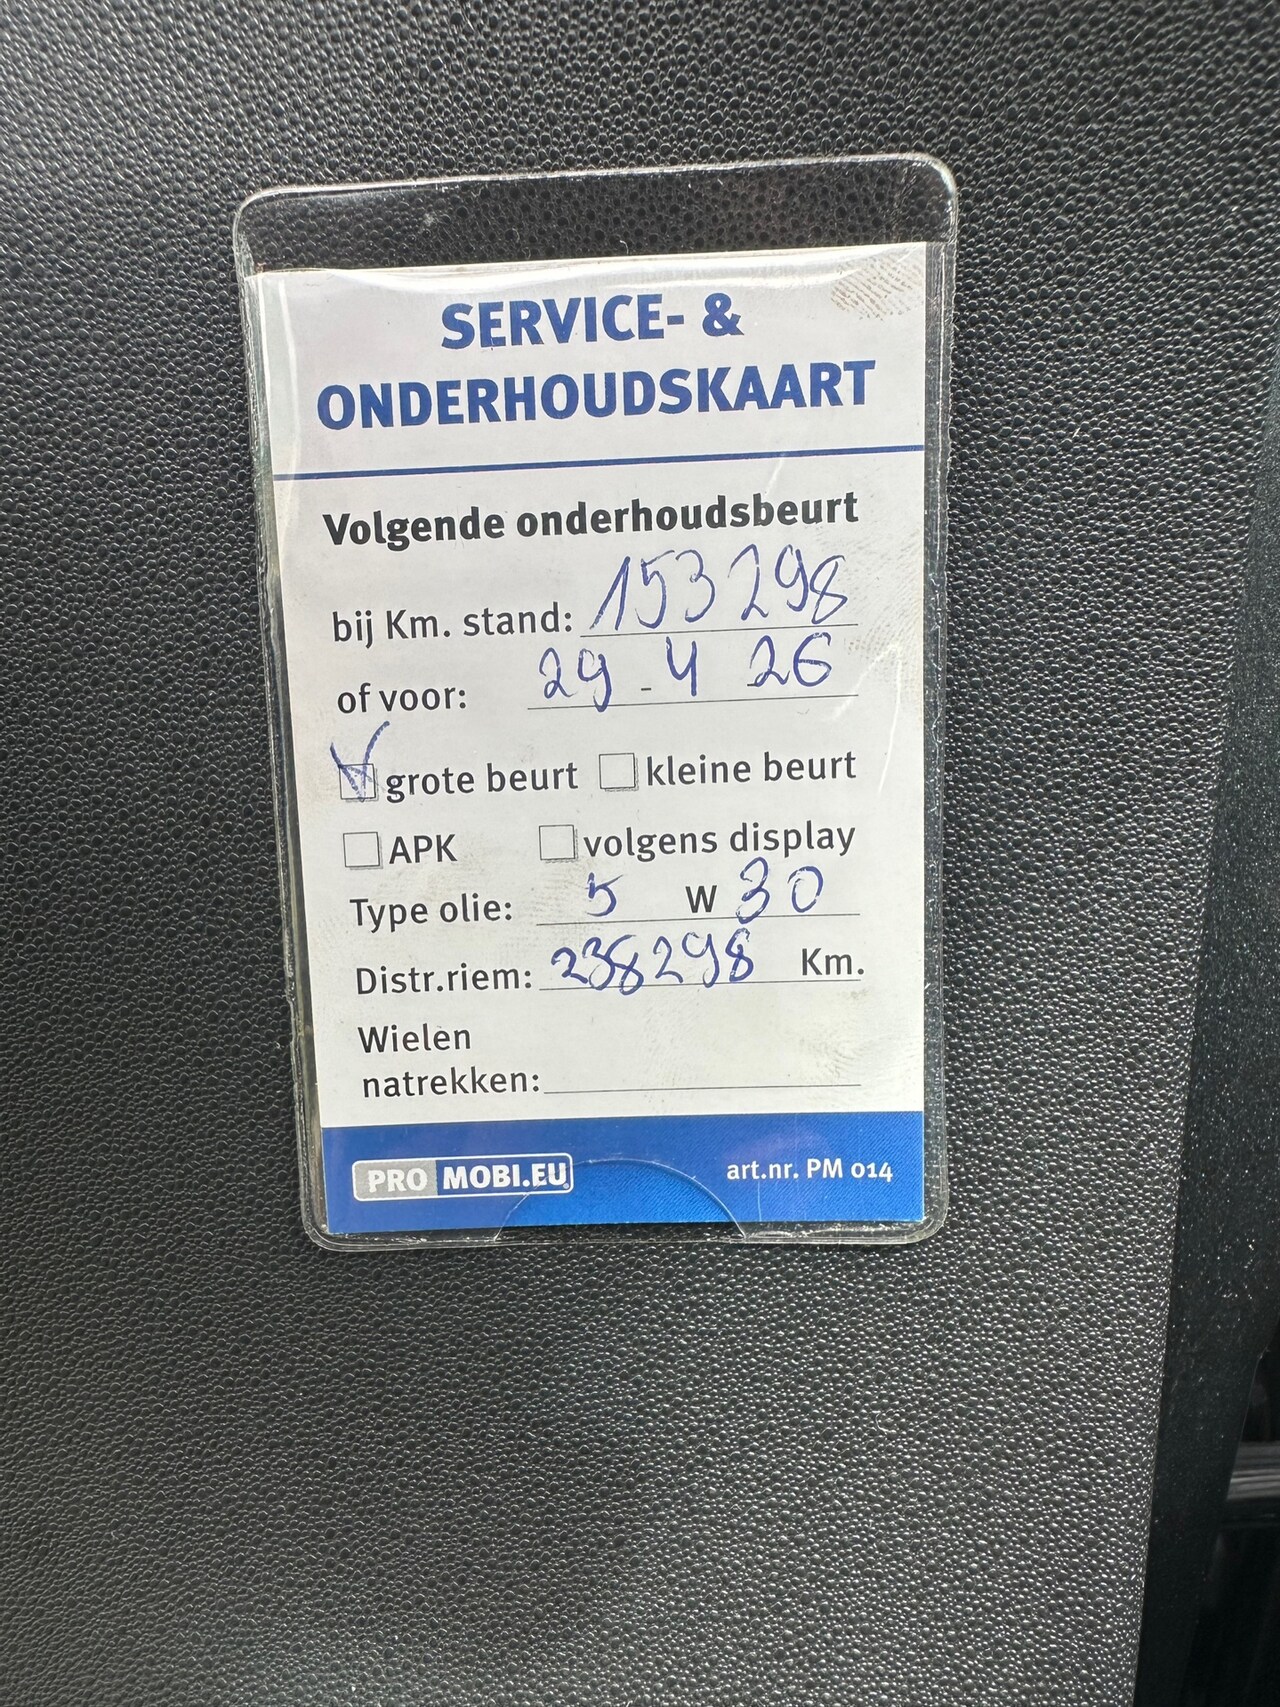 SERVICE- &
ONDERHOUDSKAART
Volgende onderhoudsbeurt
bij Km. stand: 153298
of voor: 29-4 26
grote beurt kleine beurt
APK volgens display
Type olie: 5 W 30
Distr.riem: 238298 Km.
Wielen
natrekken:
PRO MOBI.EU art.nr. PM 014